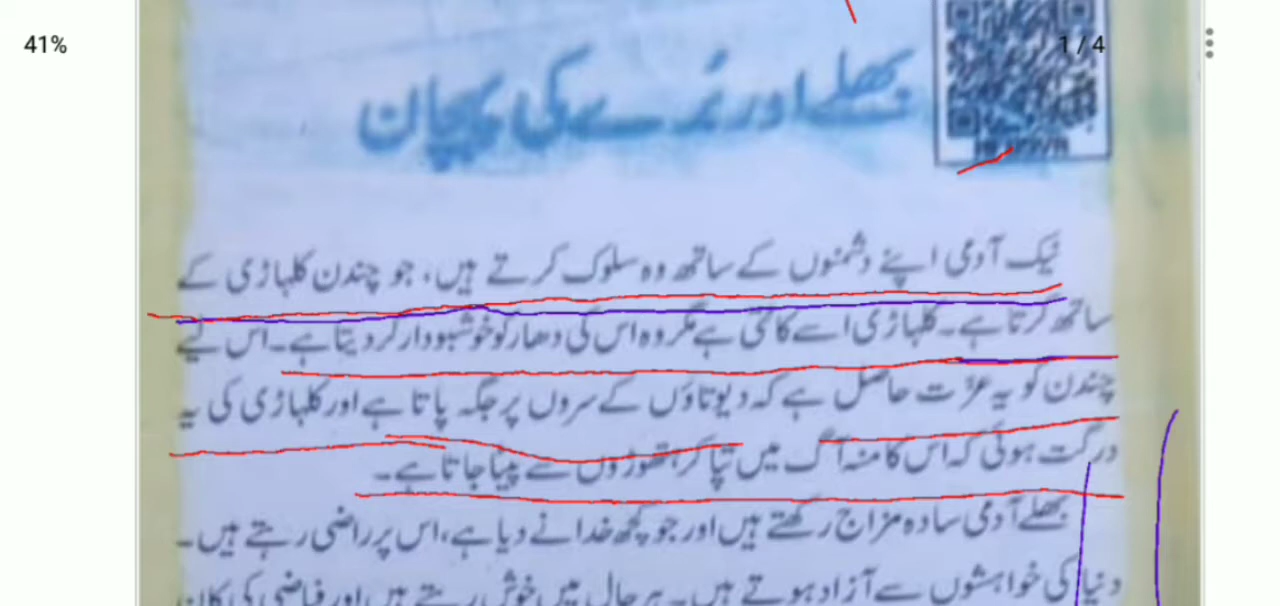 41%
1 / 4
بھلے اور بُرے کی پہچان
نیک آدمی اپنے دشمنوں کے ساتھ وہ سلوک کرتے ہیں، جو چندن کلہاڑی کے
ساتھ کرتا ہے۔ کلہاڑی اسے کاٹتی ہے مگر وہ اس کی دھار کو خوشبودار کر دیتا ہے۔ اس لیے
چندن کو یہ عزّت حاصل ہے کہ دیوتاؤں کے سروں پر جگہ پاتا ہے اور کلہاڑی کی یہ
درگت ہوئی کہ اس کا منہ آگ میں تپا کر ہتھوڑوں سے پیٹا جاتا ہے۔
بھلے آدمی سادہ مزاج رکھتے ہیں اور جو کچھ خدا نے دیا ہے، اس پر راضی رہتے ہیں۔
دنیا کی خواہشوں سے آزاد ہوتے ہیں۔ ہر حال میں خوش رہتے ہیں اور فیاضی کی کان